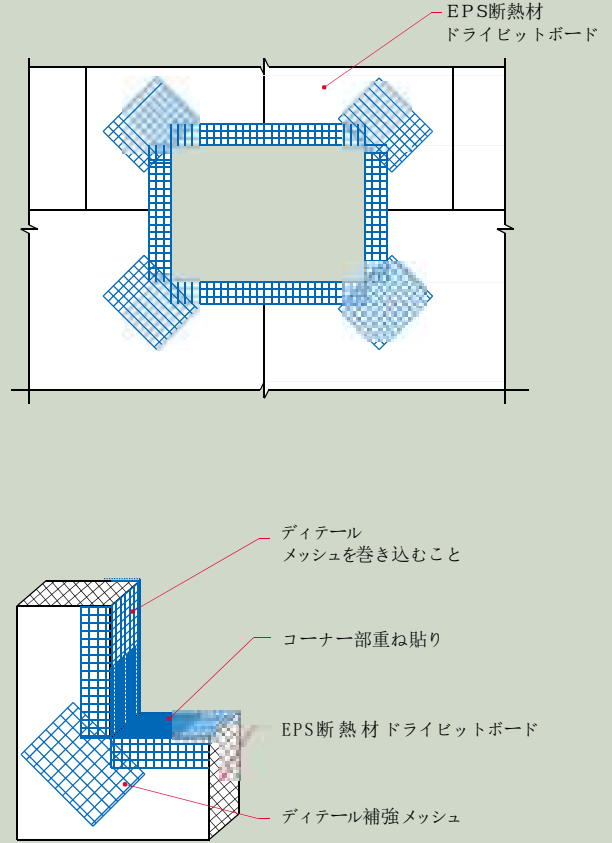 EPS断熱材
ドライビットボード
ディテール
メッシュを巻き込むこと
コーナー部重ね貼り
EPS断熱材ドライビットボード
ディテール補強メッシュ